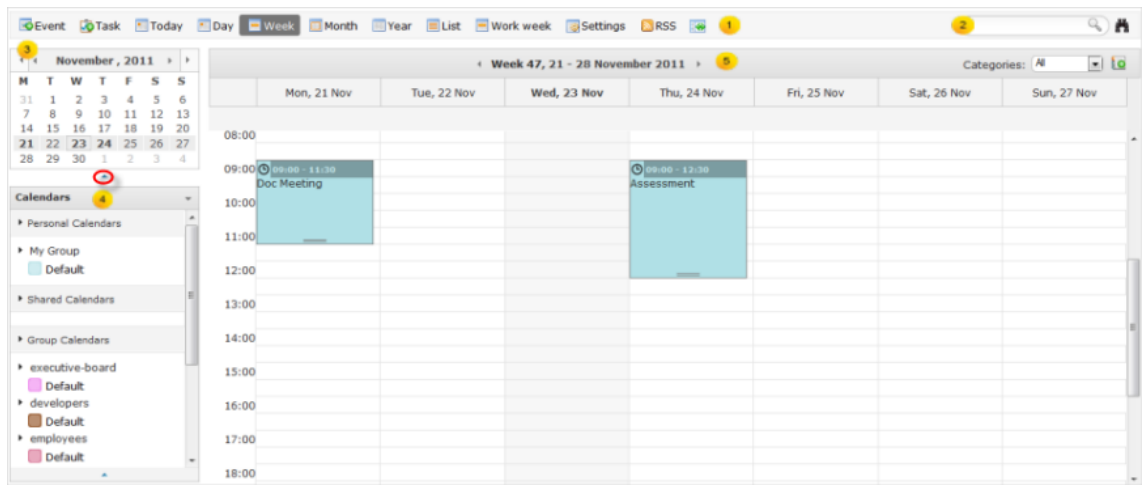 Event Task Today Day Week Month Year List Work week Settings RSS 1 2
3 November , 2011
M T W T F S S
31 1 2 3 4 5 6
7 8 9 10 11 12 13
14 15 16 17 18 19 20
21 22 23 24 25 26 27
28 29 30 1 2 3 4
Calendars 4
Personal Calendars
My Group
Default
Shared Calendars
Group Calendars
executive-board
Default
developers
Default
employees
Default
Week 47, 21 - 28 November 2011 5 Categories: All
Mon, 21 Nov Tue, 22 Nov Wed, 23 Nov Thu, 24 Nov Fri, 25 Nov Sat, 26 Nov Sun, 27 Nov
08:00
09:00 09:00 - 11:30 09:00 - 12:30
Doc Meeting Assessment
10:00
11:00
12:00
13:00
14:00
15:00
16:00
17:00
18:00